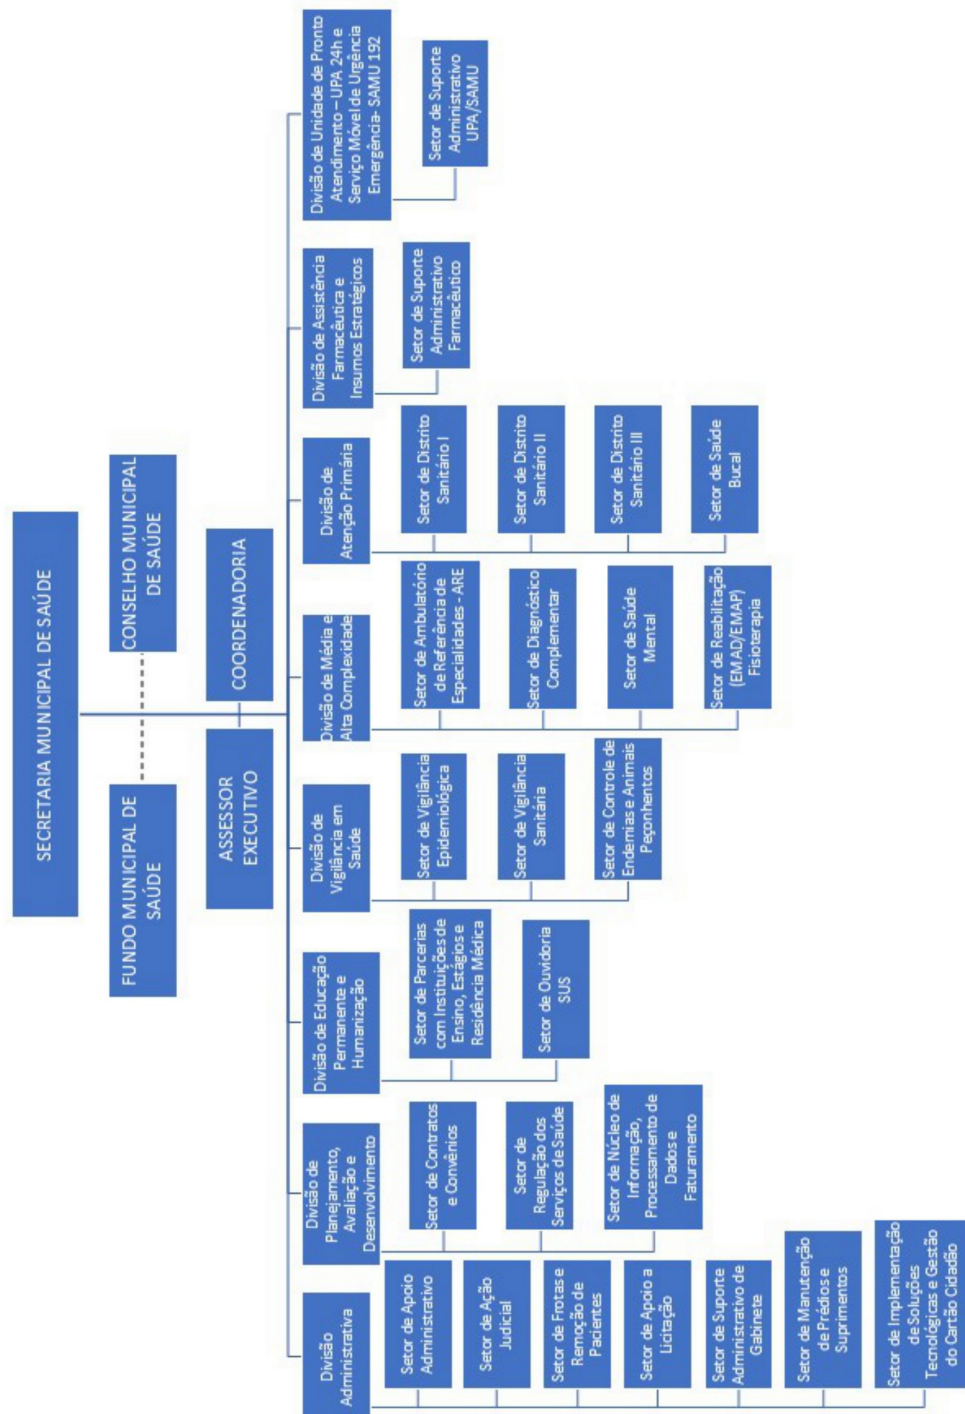 SECRETARIA MUNICIPAL DE SAÚDE
FUNDO MUNICIPAL DE
SAÚDE
CONSELHO MUNICIPAL
DE SAÚDE
ASSESSOR
EXECUTIVO
COORDENADORIA
Divisão
Administrativa
Setor de Apoio
Administrativo
Setor de Ação
Judicial
Setor de Frotas e
Remoção de
Pacientes
Setor de Apoio a
Licitação
Setor de Suporte
Administrativo de
Gabinete
Setor de Manutenção
de Prédios e
Suprimentos
Setor de Implementação
de Soluções
Tecnológicas e Gestão
do Cartão Cidadão
Divisão de
Planejamento,
Avaliação e
Desenvolvimento
Setor de Contratos
e Convênios
Setor de
Regulação dos
Serviços de Saúde
Setor de Núcleo de
Informação,
Processamento de
Dados e
Faturamento
Divisão de Educação
Permanente e
Humanização
Setor de Parcerias
com Instituições de
Ensino, Estágios e
Residência Médica
Setor de Ouvidoria
SUS
Divisão de
Vigilância em
Saúde
Setor de Vigilância
Epidemiológica
Setor de Vigilância
Sanitária
Setor de Controle de
Endemias e Animais
Peçonhentos
Divisão de Média e
Alta Complexidade
Setor de Ambulatório
de Referência de
Especialidades - ARE
Setor de Diagnóstico
Complementar
Setor de Saúde
Mental
Setor de Reabilitação
(EMAD/EMAP)
Fisioterapia
Divisão de
Atenção Primária
Setor de Distrito
Sanitário I
Setor de Distrito
Sanitário II
Setor de Distrito
Sanitário III
Setor de Saúde
Bucal
Divisão de Assistência
Farmacêutica e
Insumos Estratégicos
Setor de Suporte
Administrativo
Farmacêutico
Divisão de Unidade de Pronto
Atendimento – UPA 24h e
Serviço Móvel de Urgência
Emergência- SAMU 192
Setor de Suporte
Administrativo
UPA/SAMU